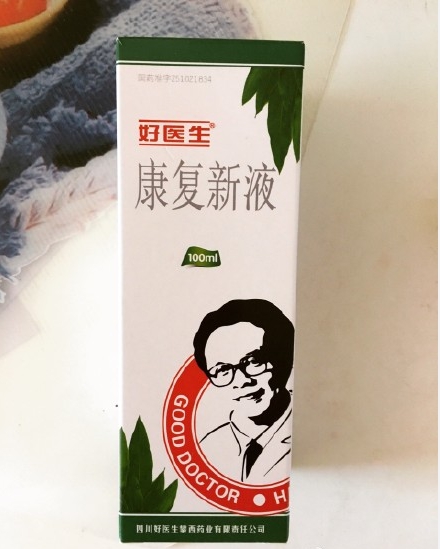 国药准字Z51021834
好医生®
康复新液
100ml
GOOD DOCTOR • H
四川好医生攀西药业有限责任公司